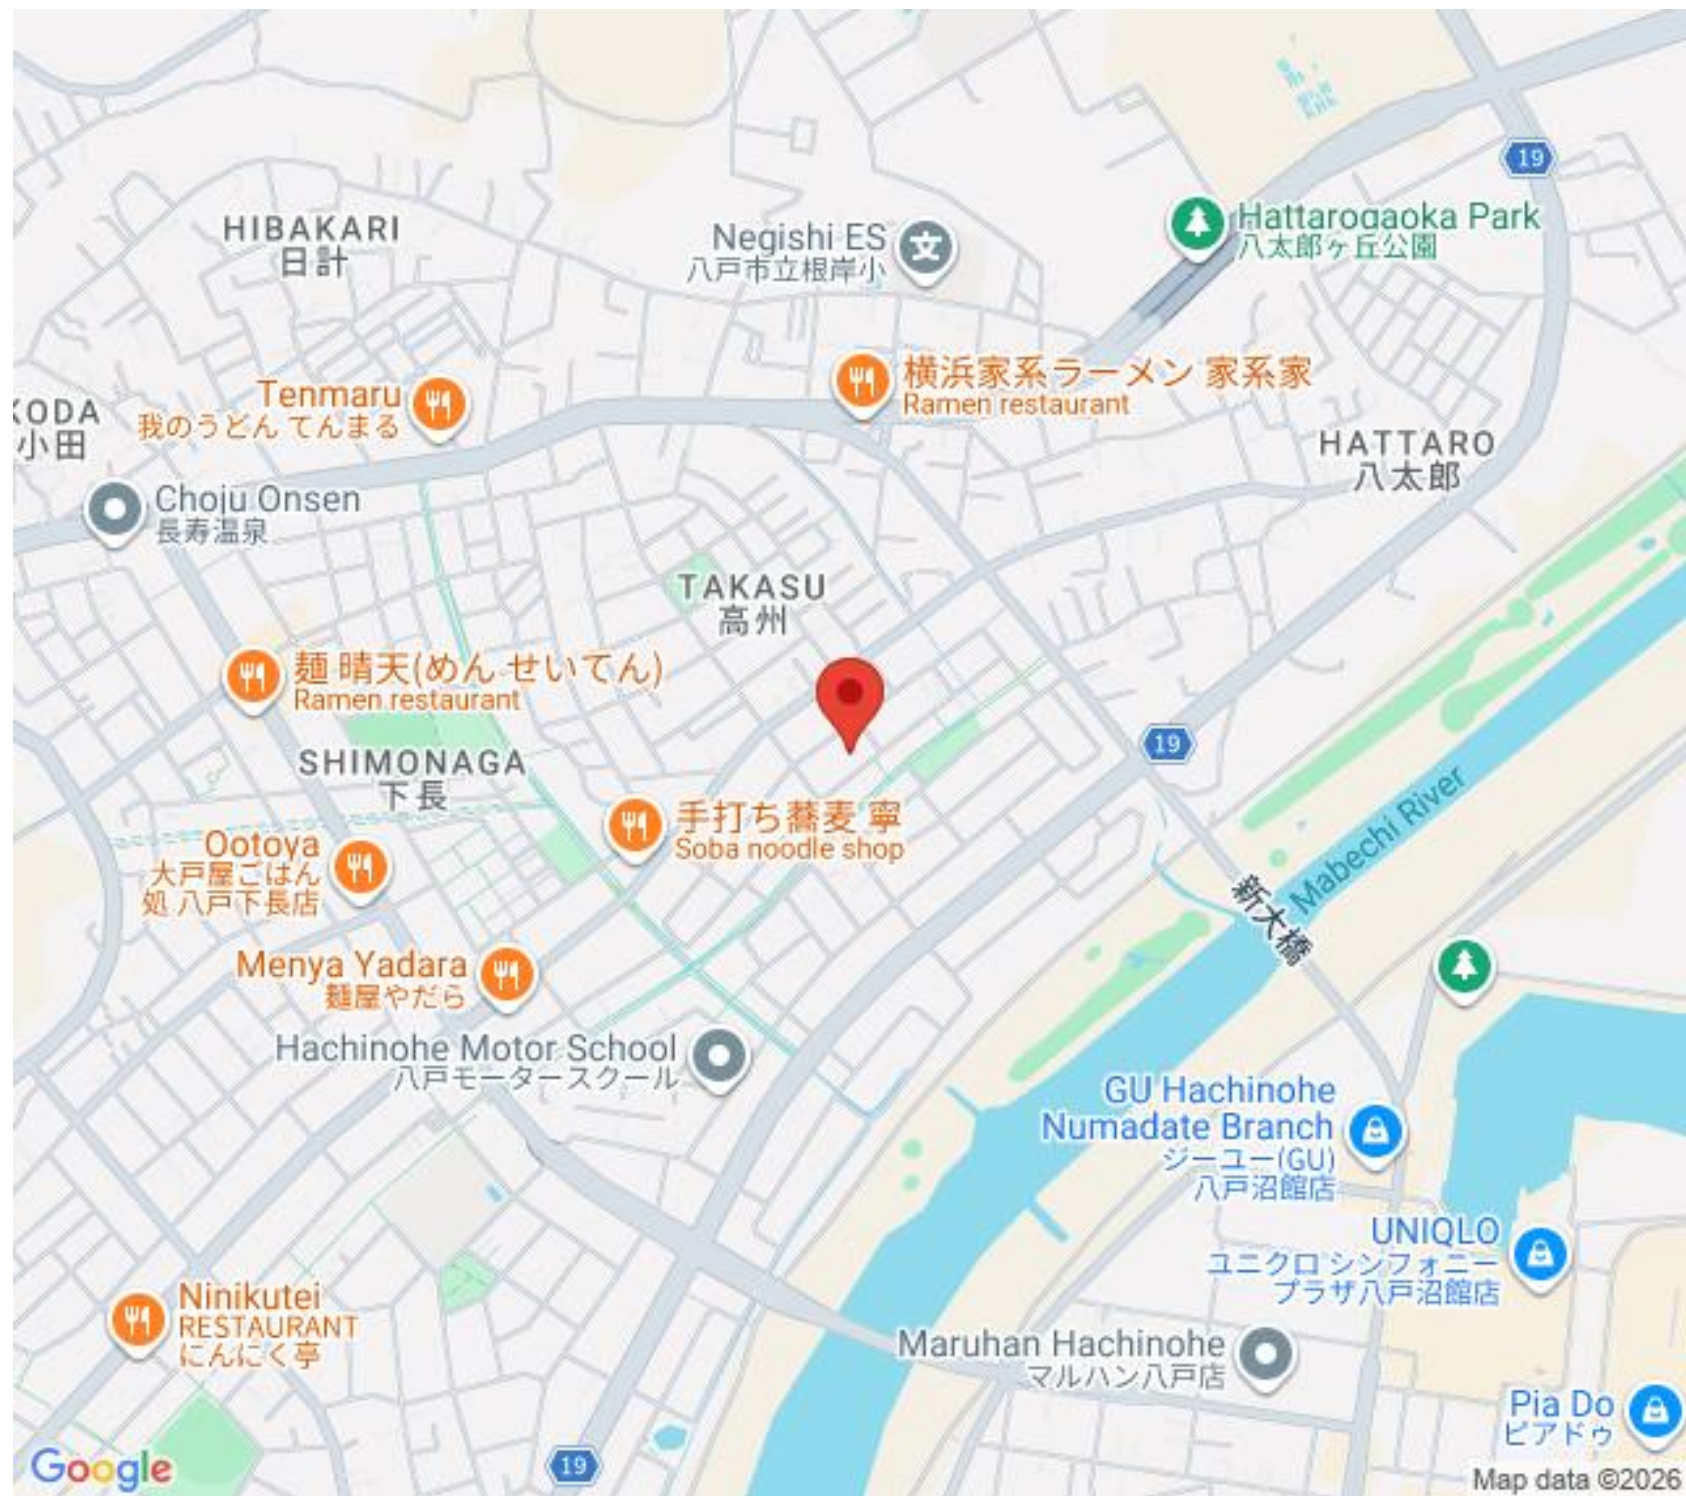 19
Hattarogaoka Park
八太郎ヶ丘公園
HIBAKARI
日計
Negishi ES
八戸市立根岸小
横浜家系ラーメン 家系家
Ramen restaurant
Tenmaru
我のうどん てんまる
KODA
小田
HATTARO
八太郎
Choju Onsen
長寿温泉
TAKASU
高州
麺 晴天(めん せいてん)
Ramen restaurant
19
SHIMONAGA
下長
手打ち蕎麦 寧
Soba noodle shop
Mabechi River
Ootoya
大戸屋ごはん
処 八戸下長店
新大橋
Menya Yadara
麺屋やだら
Hachinohe Motor School
八戸モータースクール
GU Hachinohe
Numadate Branch
ジーユー(GU)
八戸沼館店
UNIQLO
ユニクロ シンフォニー
プラザ八戸沼館店
Ninikutei
RESTAURANT
にんにく亭
Maruhan Hachinohe
マルハン八戸店
Pia Do
ピアドゥ
Google
19
Map data ©2026